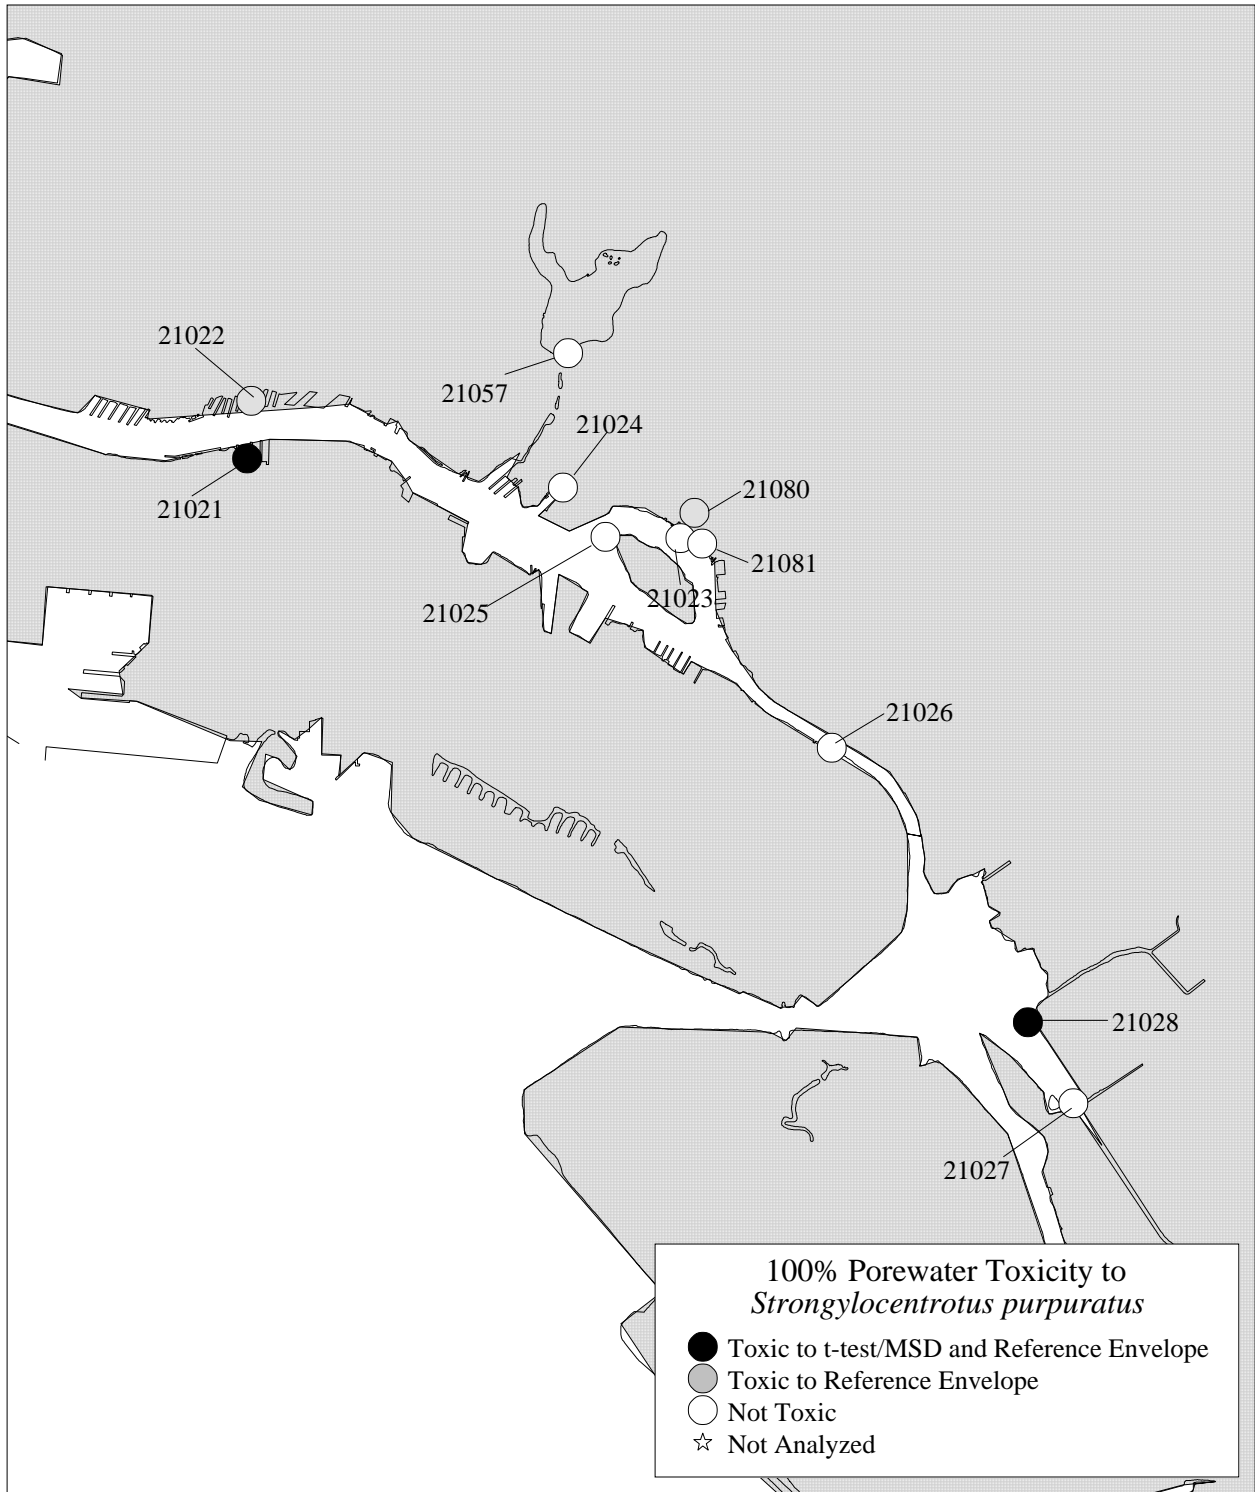 21022
21057
21024
21021
21080
21081
21023
21025
21026
21028
21027
100% Porewater Toxicity to
Strongylocentrotus purpuratus
Toxic to t-test/MSD and Reference Envelope
Toxic to Reference Envelope
Not Toxic
Not Analyzed